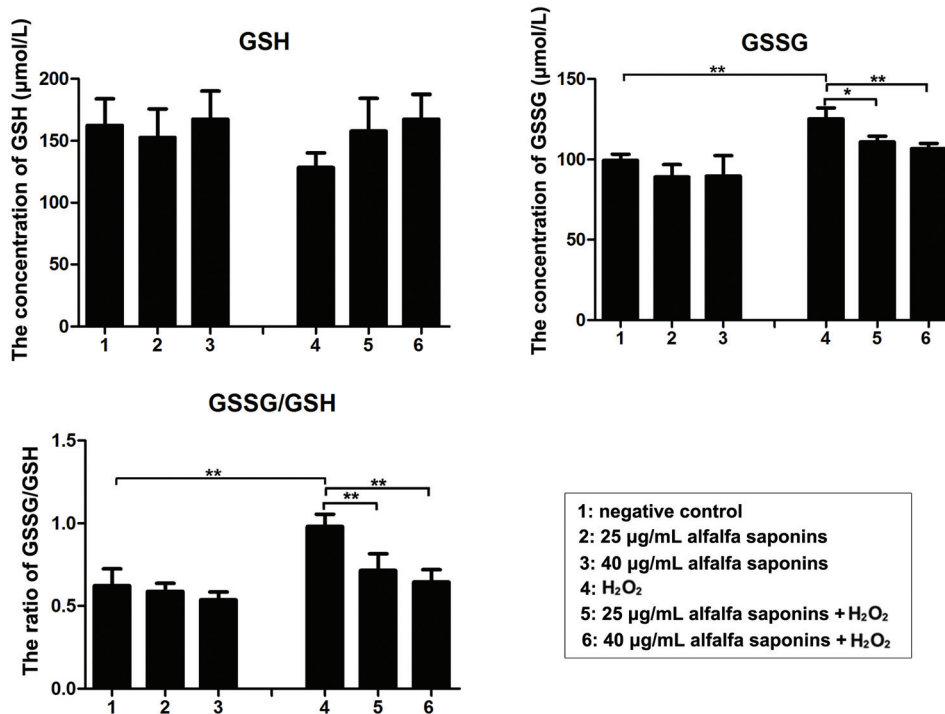 GSH
The concentration of GSH (μmol/L)
200
150
100
50
0
1 2 3 4 5 6
GSSG
The concentration of GSSG (μmol/L)
150
100
50
0
**
**
*
1 2 3 4 5 6
GSSG/GSH
The ratio of GSSG/GSH
1.5
1.0
0.5
0.0
**
**
**
1 2 3 4 5 6
1: negative control
2: 25 μg/mL alfalfa saponins
3: 40 μg/mL alfalfa saponins
4: H₂O₂
5: 25 μg/mL alfalfa saponins + H₂O₂
6: 40 μg/mL alfalfa saponins + H₂O₂